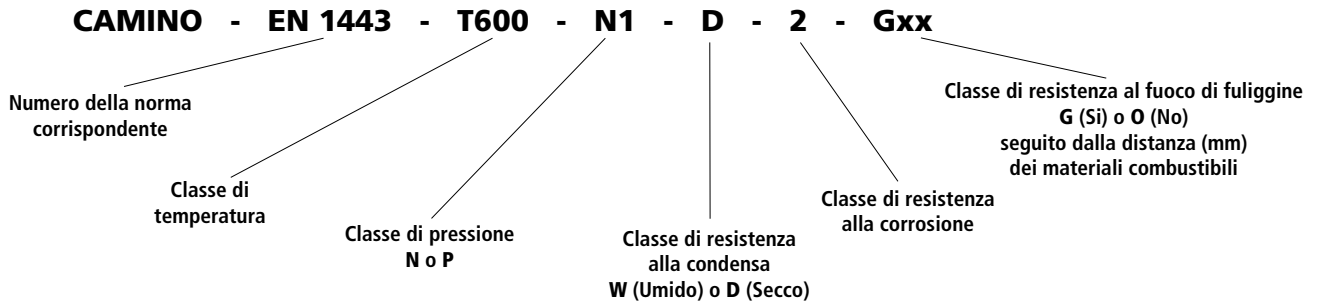 CAMINO - EN 1443 - T600 - N1 - D - 2 - Gxx
Numero della norma
corrispondente
Classe di
temperatura
Classe di pressione
N o P
Classe di resistenza
alla condensa
W (Umido) o D (Secco)
Classe di resistenza
alla corrosione
Classe di resistenza al fuoco di fuliggine
G (Si) o O (No)
seguito dalla distanza (mm)
dei materiali combustibili